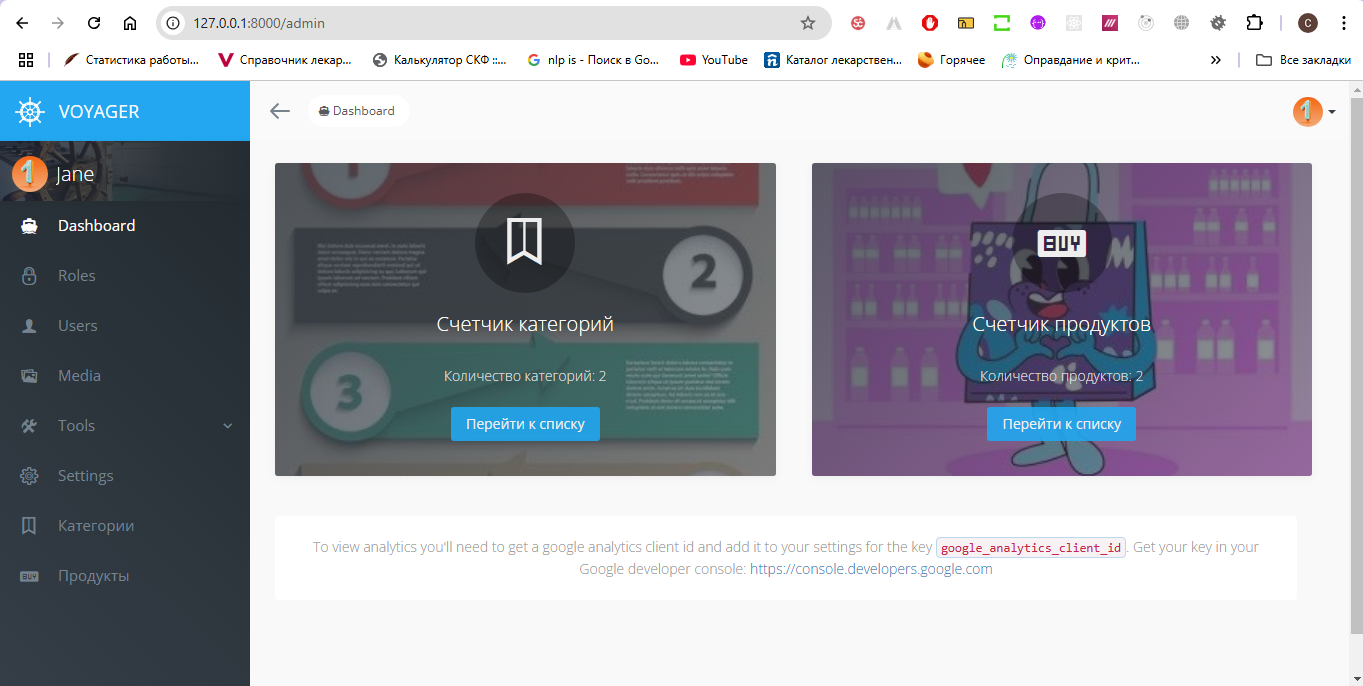 127.0.0.1:8000/admin
C
Статистика работы...
Справочник лекар...
Калькулятор СКФ ::...
nlp is - Поиск в Go...
YouTube
Каталог лекарствен...
Горячее
Оправдание и крит...
»
Все закладки
VOYAGER
Dashboard
1
1
Jane
Dashboard
Roles
Users
Media
Tools
Settings
Категории
BUY Продукты
2
3
Счетчик категорий
Количество категорий: 2
Перейти к списку
BUY
Счетчик продуктов
Количество продуктов: 2
Перейти к списку
To view analytics you'll need to get a google analytics client id and add it to your settings for the key google_analytics_client_id. Get your key in your
Google developer console: https://console.developers.google.com